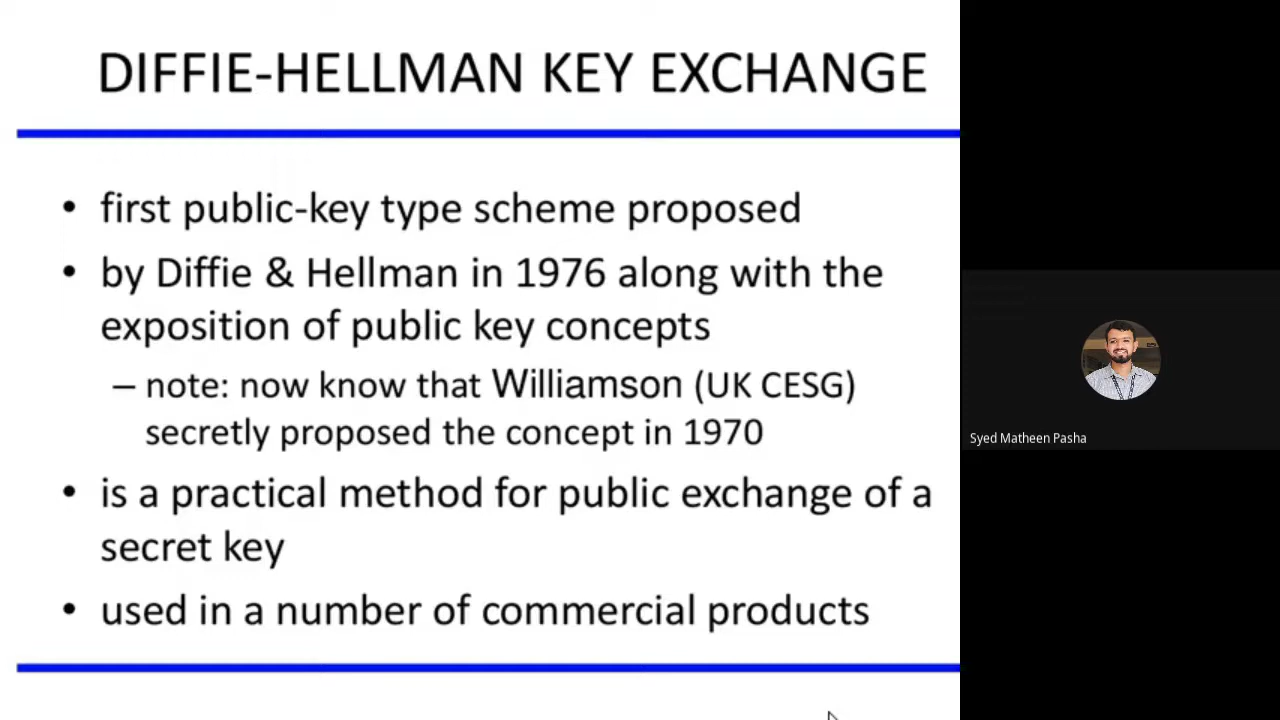 DIFFIE-HELLMAN KEY EXCHANGE
• first public-key type scheme proposed
• by Diffie & Hellman in 1976 along with the
exposition of public key concepts
– note: now know that Williamson (UK CESG)
secretly proposed the concept in 1970
• is a practical method for public exchange of a
secret key
• used in a number of commercial products
Syed Matheen Pasha